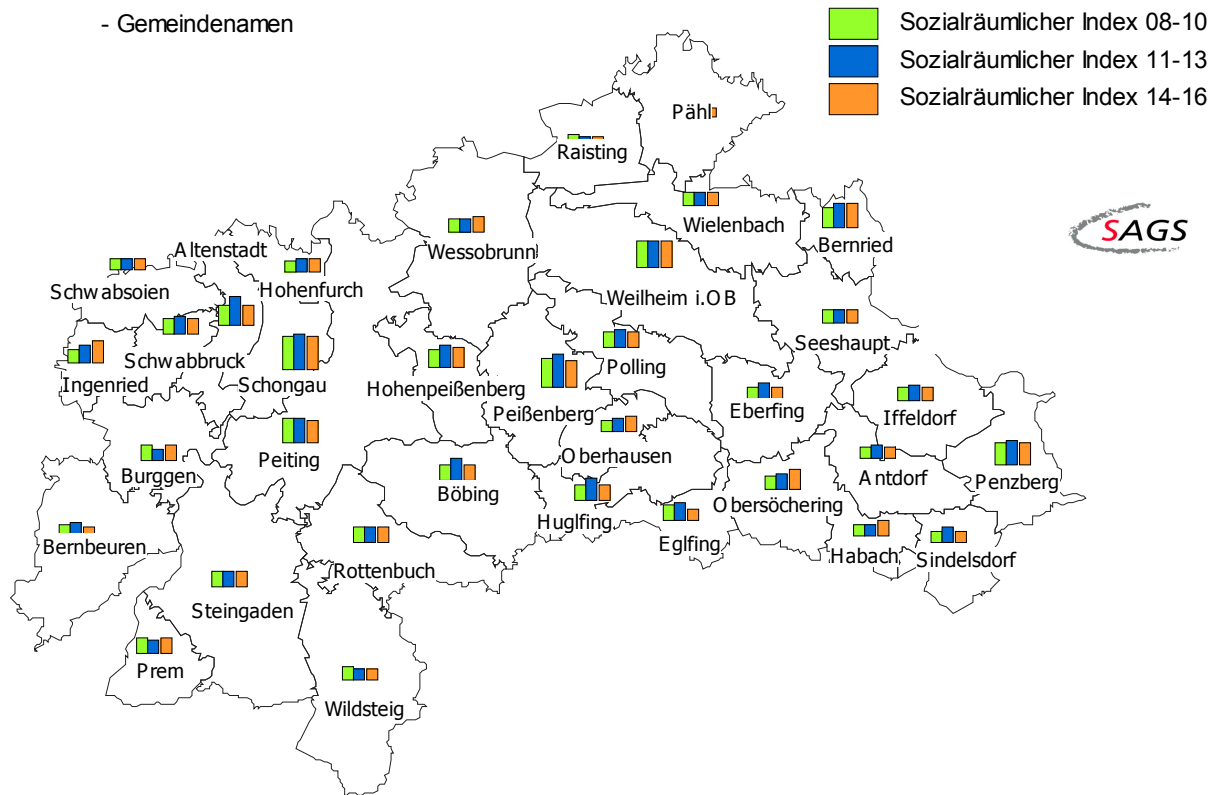 - Gemeindenamen
Sozialräumlicher Index 08-10
Sozialräumlicher Index 11-13
Sozialräumlicher Index 14-16
Pähl
Raisting
Wielenbach
SAGS
Bernried
Altenstadt
Wessobrunn
Hohenfurch
Schwabsoien
Weilheim i.OB
Seeshaupt
Schwabbruck
Polling
Ingenried
Schongau
Hohenpeißenberg
Peißenberg
Eberfing
Iffeldorf
Oberhausen
Peiting
Burggen
Antdorf
Penzberg
Böbing
Obersöchering
Huglfing
Eglfing
Bernbeuren
Habach
Sindelsdorf
Rottenbuch
Steingaden
Prem
Wildsteig